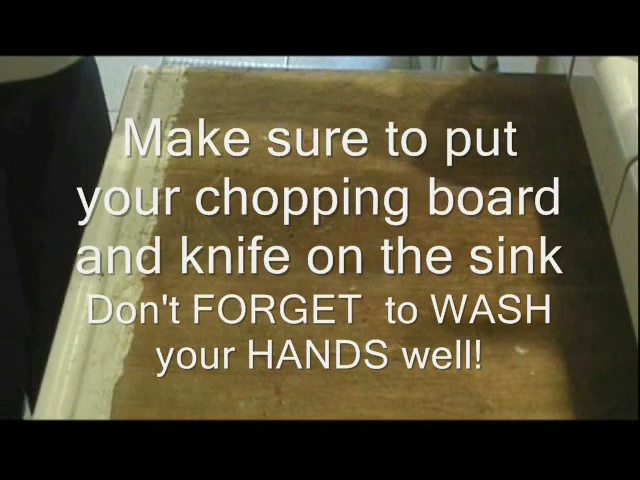 Make sure to put
your chopping board
and knife on the sink
Don't FORGET to WASH
your HANDS well!